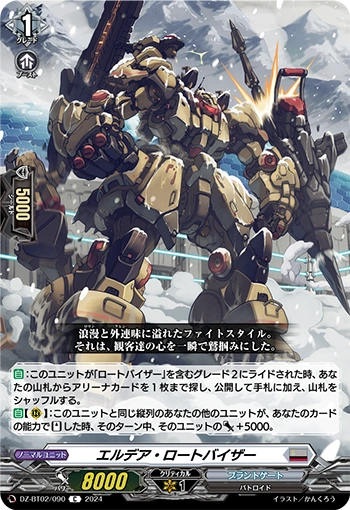 1
グレード
ブースト
シールド
5000
浪漫と外連味に溢れたファイトスタイル。
それは、観客達の心を一瞬で鷲掴みにした。
:このユニットが「ロートバイザー」を含むグレード2にライドされた時、あなた
の山札からアリーナカードを1枚まで探し、公開して手札に加え、山札を
シャッフルする。
【】:このユニットと同じ縦列のあなたの他のユニットが、あなたのカード
の能力でした時、そのターン中、そのユニットの+5000。
ノーマルユニット
エルデア・ロートバイザー
パワー
8000
クリティカル
1
ブラントゲート
バトロイド
DZ-BT02/090 C 2024
イラスト/かんくろう